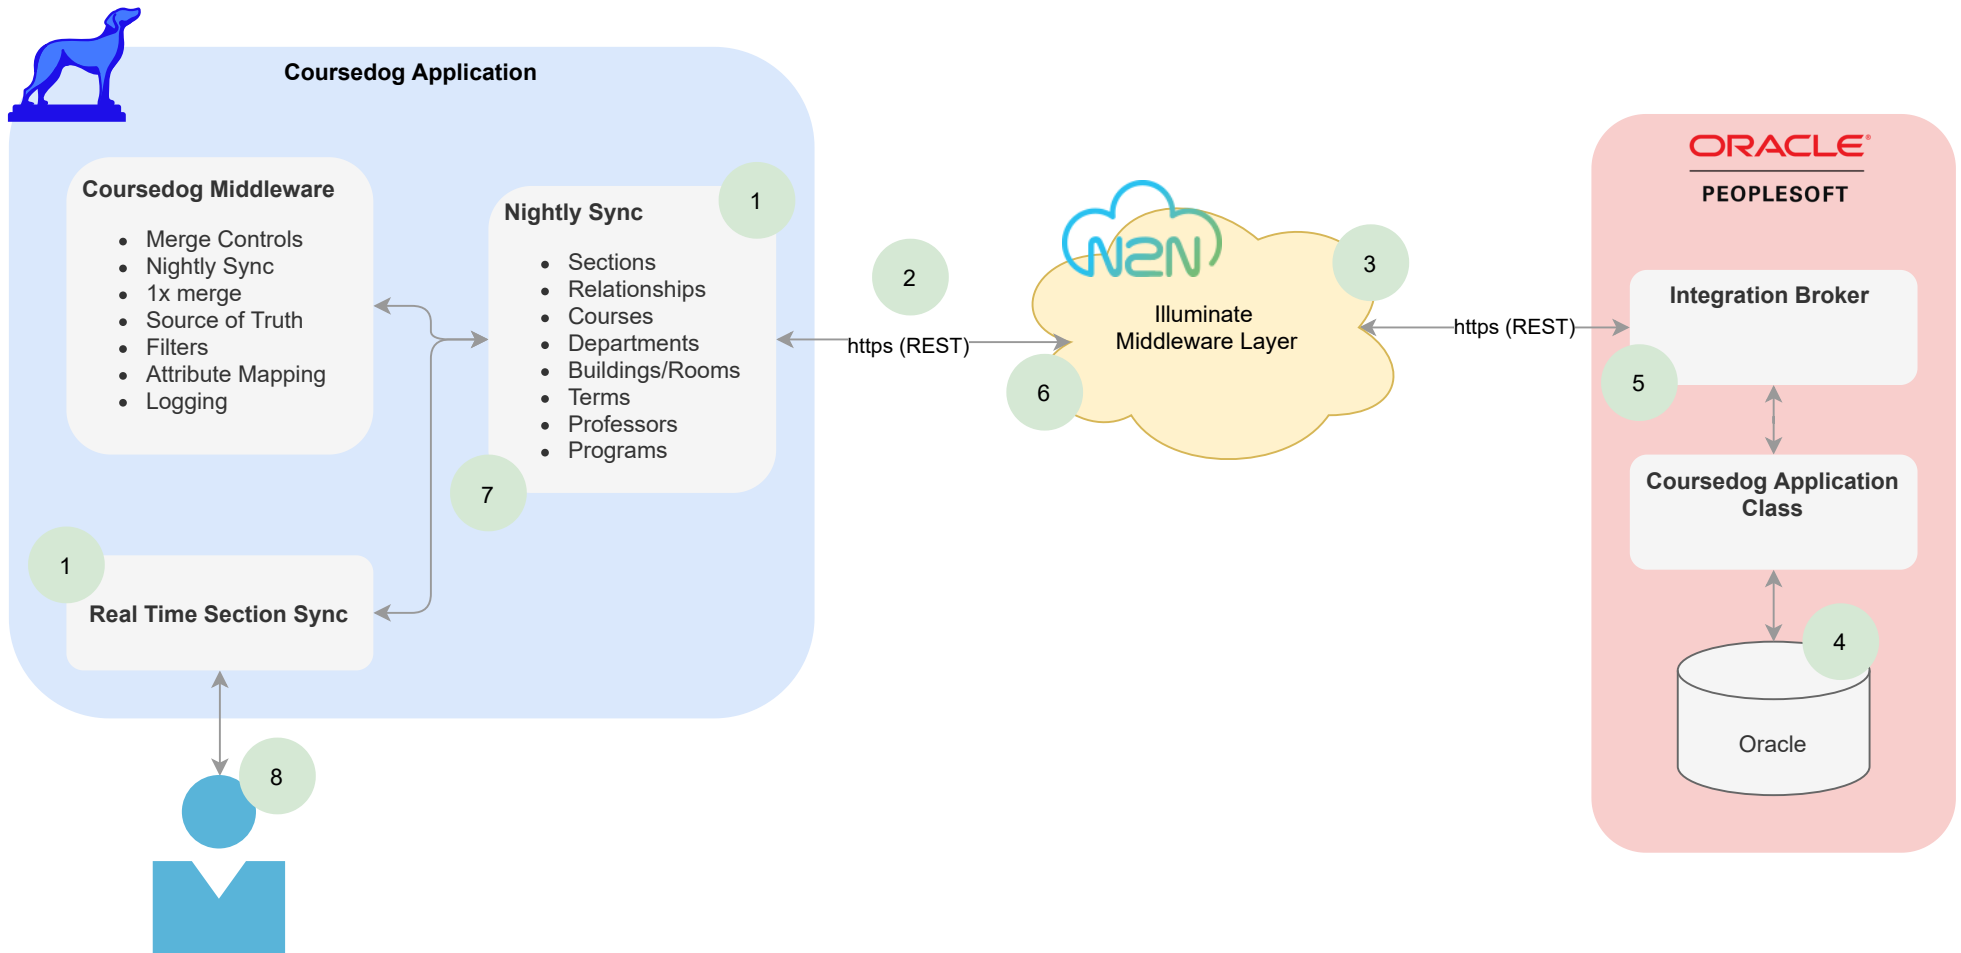 Coursedog Application
Coursedog Middleware
• Merge Controls
• Nightly Sync
• 1x merge
• Source of Truth
• Filters
• Attribute Mapping
• Logging
1
Nightly Sync
• Sections
• Relationships
• Courses
• Departments
• Buildings/Rooms
• Terms
• Professors
• Programs
7
1
Real Time Section Sync
8
2
https (REST)
N2N
Illuminate
Middleware Layer
3
6
https (REST)
ORACLE®
PEOPLESOFT
Integration Broker
5
Coursedog Application
Class
4
Oracle